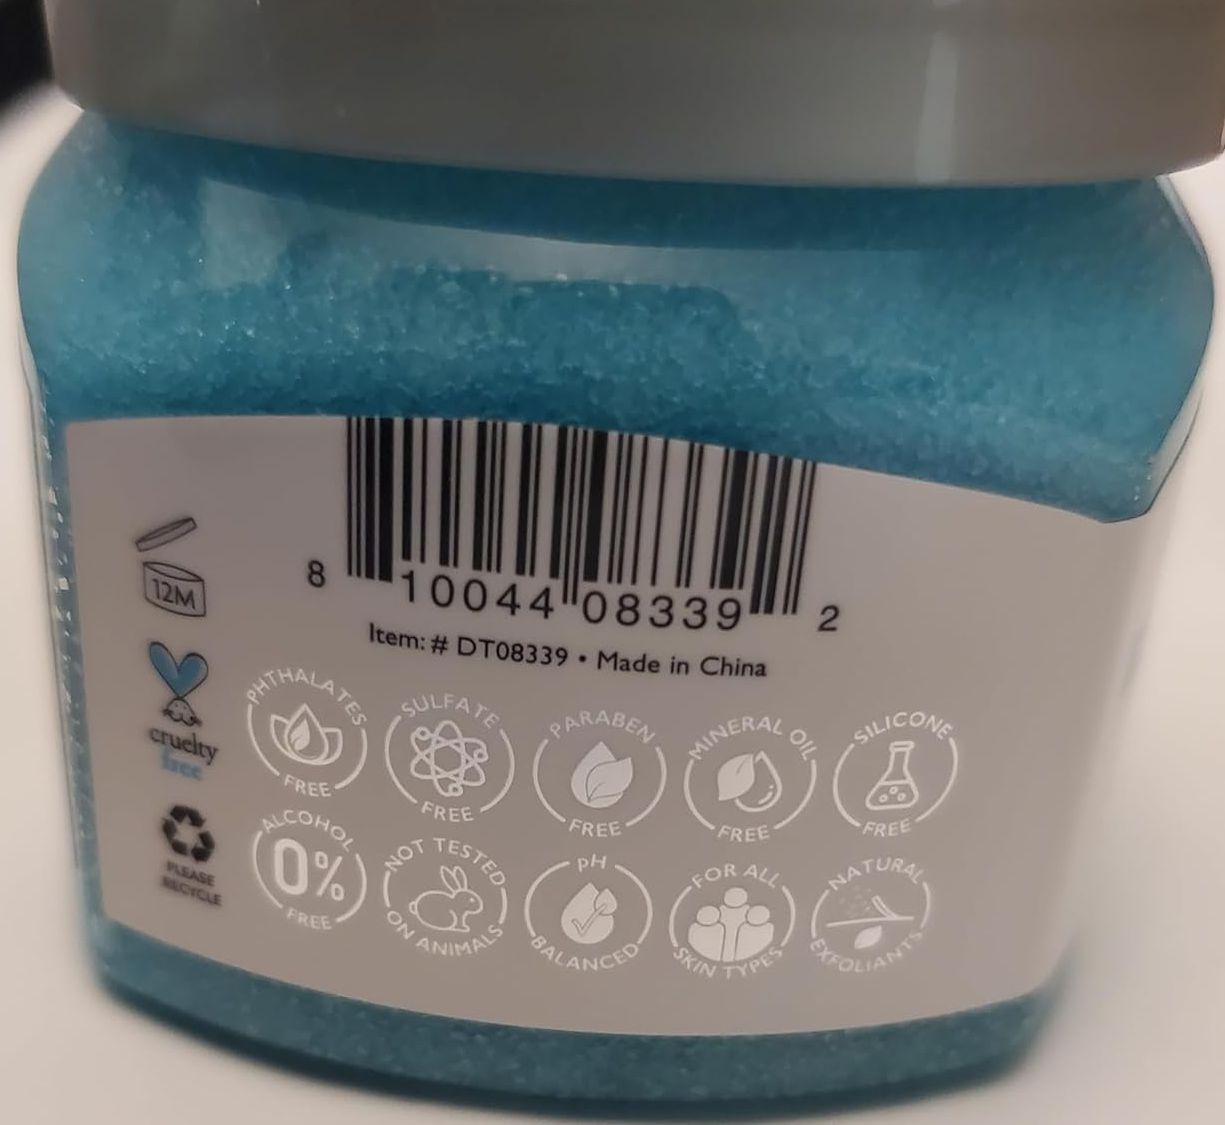 8 10044 08339 2
Item: # DT08339 • Made in China
12M
cruelty
free
PLEASE
RECYCLE
PHTHALATES
FREE
SULFATE
FREE
PARABEN
FREE
MINERAL OIL
FREE
SILICONE
FREE
ALCOHOL
0%
FREE
NOT TESTED
ON ANIMALS
pH
BALANCED
FOR ALL
SKIN TYPES
NATURAL
EXFOLIANTS